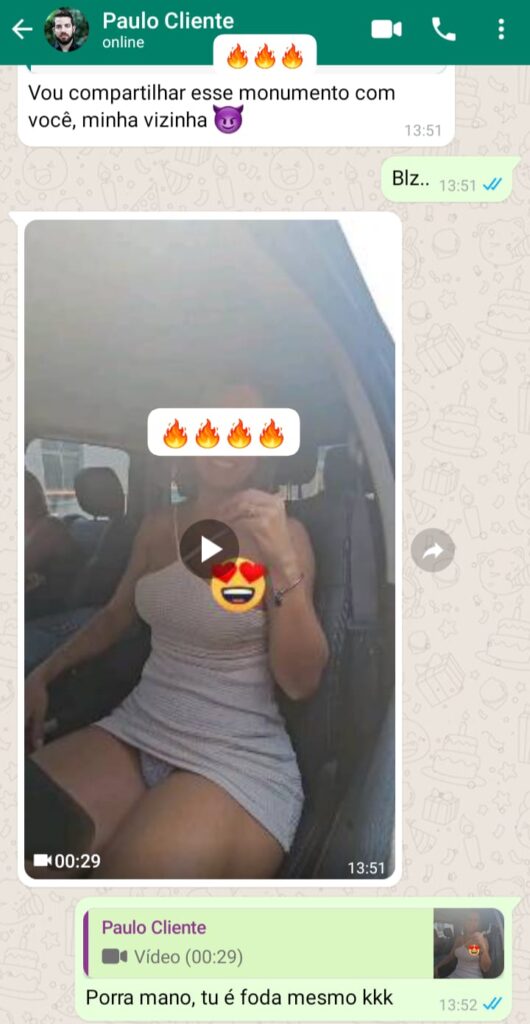 Paulo Cliente
online
🔥🔥🔥
Vou compartilhar esse monumento com
você, minha vizinha 😈
13:51
Blz.. 13:51
🔥🔥🔥🔥
😍
00:29
13:51
Paulo Cliente
Vídeo (00:29)
Porra mano, tu é foda mesmo kkk
13:52